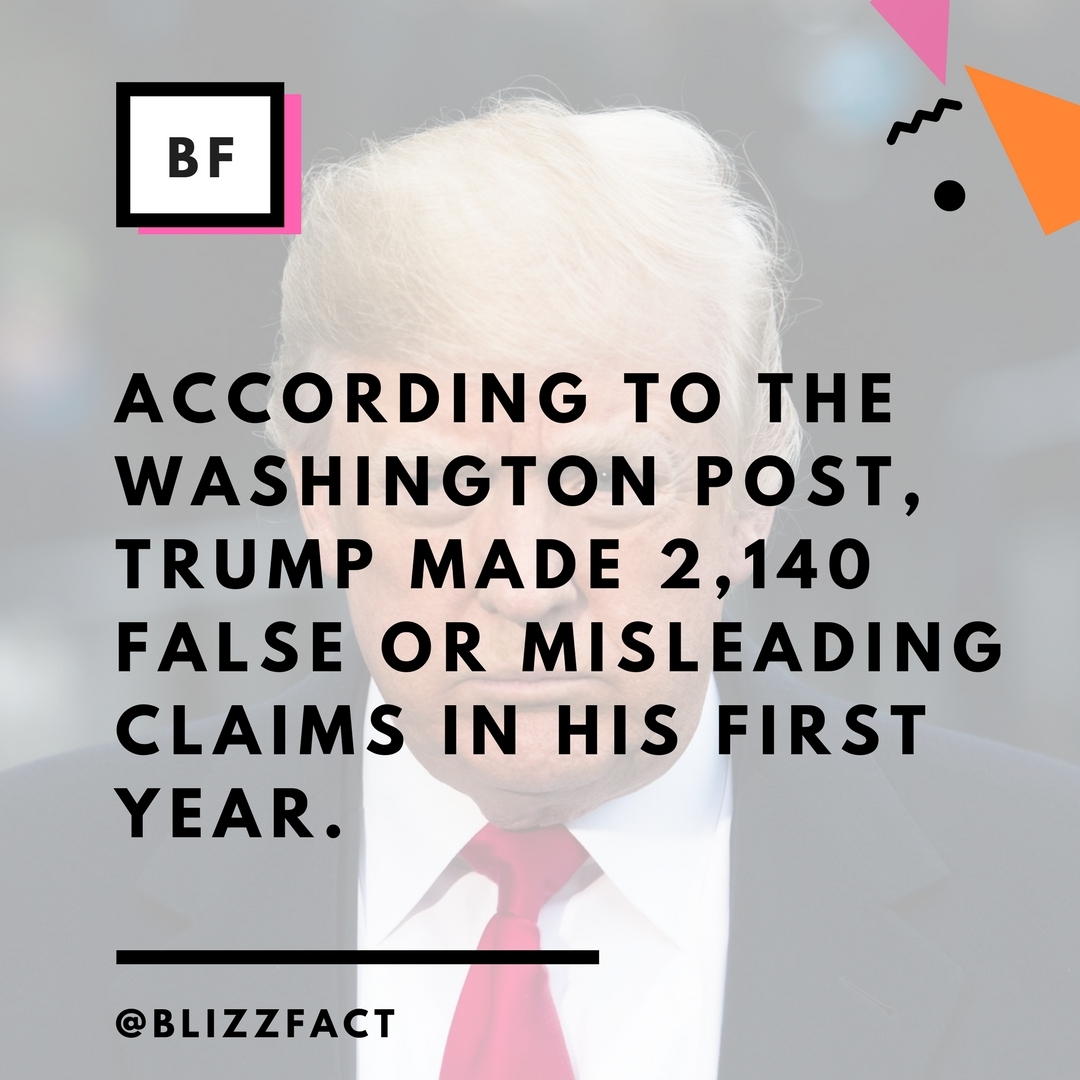 BF
ACCORDING TO THE
WASHINGTON POST,
TRUMP MADE 2,140
FALSE OR MISLEADING
CLAIMS IN HIS FIRST
YEAR.
@BLIZZFACT